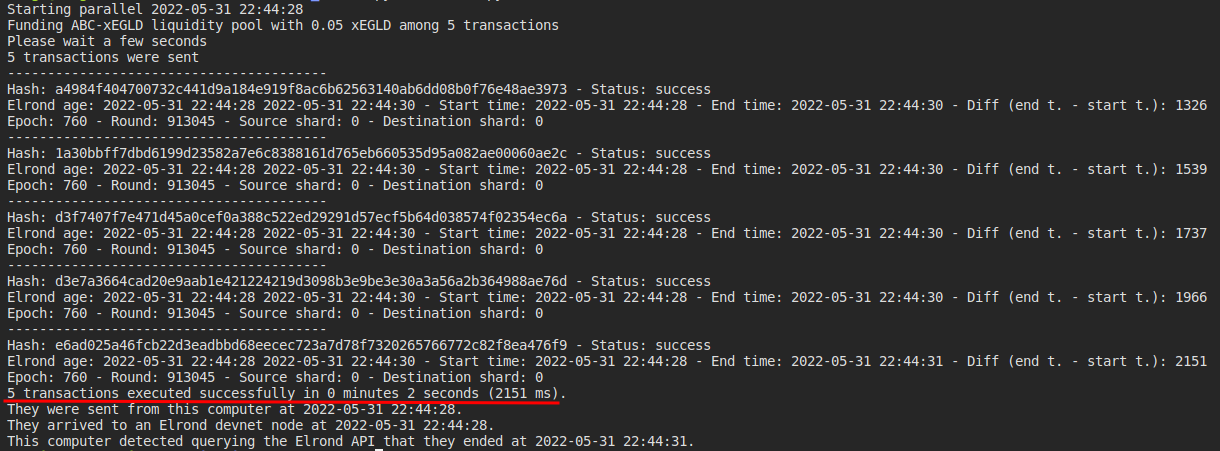 Starting parallel 2022-05-31 22:44:28
Funding ABC-xEGLD liquidity pool with 0.05 xEGLD among 5 transactions
Please wait a few seconds
5 transactions were sent
----------------------------------------
Hash: a4984f404700732c441d9a184e919f8ac6b62563140ab6dd08b0f76e48ae3973 - Status: success
Elrond age: 2022-05-31 22:44:28 2022-05-31 22:44:30 - Start time: 2022-05-31 22:44:28 - End time: 2022-05-31 22:44:30 - Diff (end t. - start t.): 1326
Epoch: 760 - Round: 913045 - Source shard: 0 - Destination shard: 0
----------------------------------------
Hash: 1a30bbff7dbd6199d23582a7e6c8388161d765eb660535d95a082ae00060ae2c - Status: success
Elrond age: 2022-05-31 22:44:28 2022-05-31 22:44:30 - Start time: 2022-05-31 22:44:28 - End time: 2022-05-31 22:44:30 - Diff (end t. - start t.): 1539
Epoch: 760 - Round: 913045 - Source shard: 0 - Destination shard: 0
----------------------------------------
Hash: d3f7407f7e471d45a0cef0a388c522ed29291d57ecf5b64d038574f02354ec6a - Status: success
Elrond age: 2022-05-31 22:44:28 2022-05-31 22:44:30 - Start time: 2022-05-31 22:44:28 - End time: 2022-05-31 22:44:30 - Diff (end t. - start t.): 1737
Epoch: 760 - Round: 913045 - Source shard: 0 - Destination shard: 0
----------------------------------------
Hash: d3e7a3664cad20e9aab1e421224219d3098b3e9be3e30a3a56a2b364988ae76d - Status: success
Elrond age: 2022-05-31 22:44:28 2022-05-31 22:44:30 - Start time: 2022-05-31 22:44:28 - End time: 2022-05-31 22:44:30 - Diff (end t. - start t.): 1966
Epoch: 760 - Round: 913045 - Source shard: 0 - Destination shard: 0
----------------------------------------
Hash: e6ad025a46fcb22d3eadbbd68eecec723a7d78f7320265766772c82f8ea476f9 - Status: success
Elrond age: 2022-05-31 22:44:28 2022-05-31 22:44:30 - Start time: 2022-05-31 22:44:28 - End time: 2022-05-31 22:44:31 - Diff (end t. - start t.): 2151
Epoch: 760 - Round: 913045 - Source shard: 0 - Destination shard: 0
5 transactions executed successfully in 0 minutes 2 seconds (2151 ms).
They were sent from this computer at 2022-05-31 22:44:28.
They arrived to an Elrond devnet node at 2022-05-31 22:44:28.
This computer detected querying the Elrond API that they ended at 2022-05-31 22:44:31.